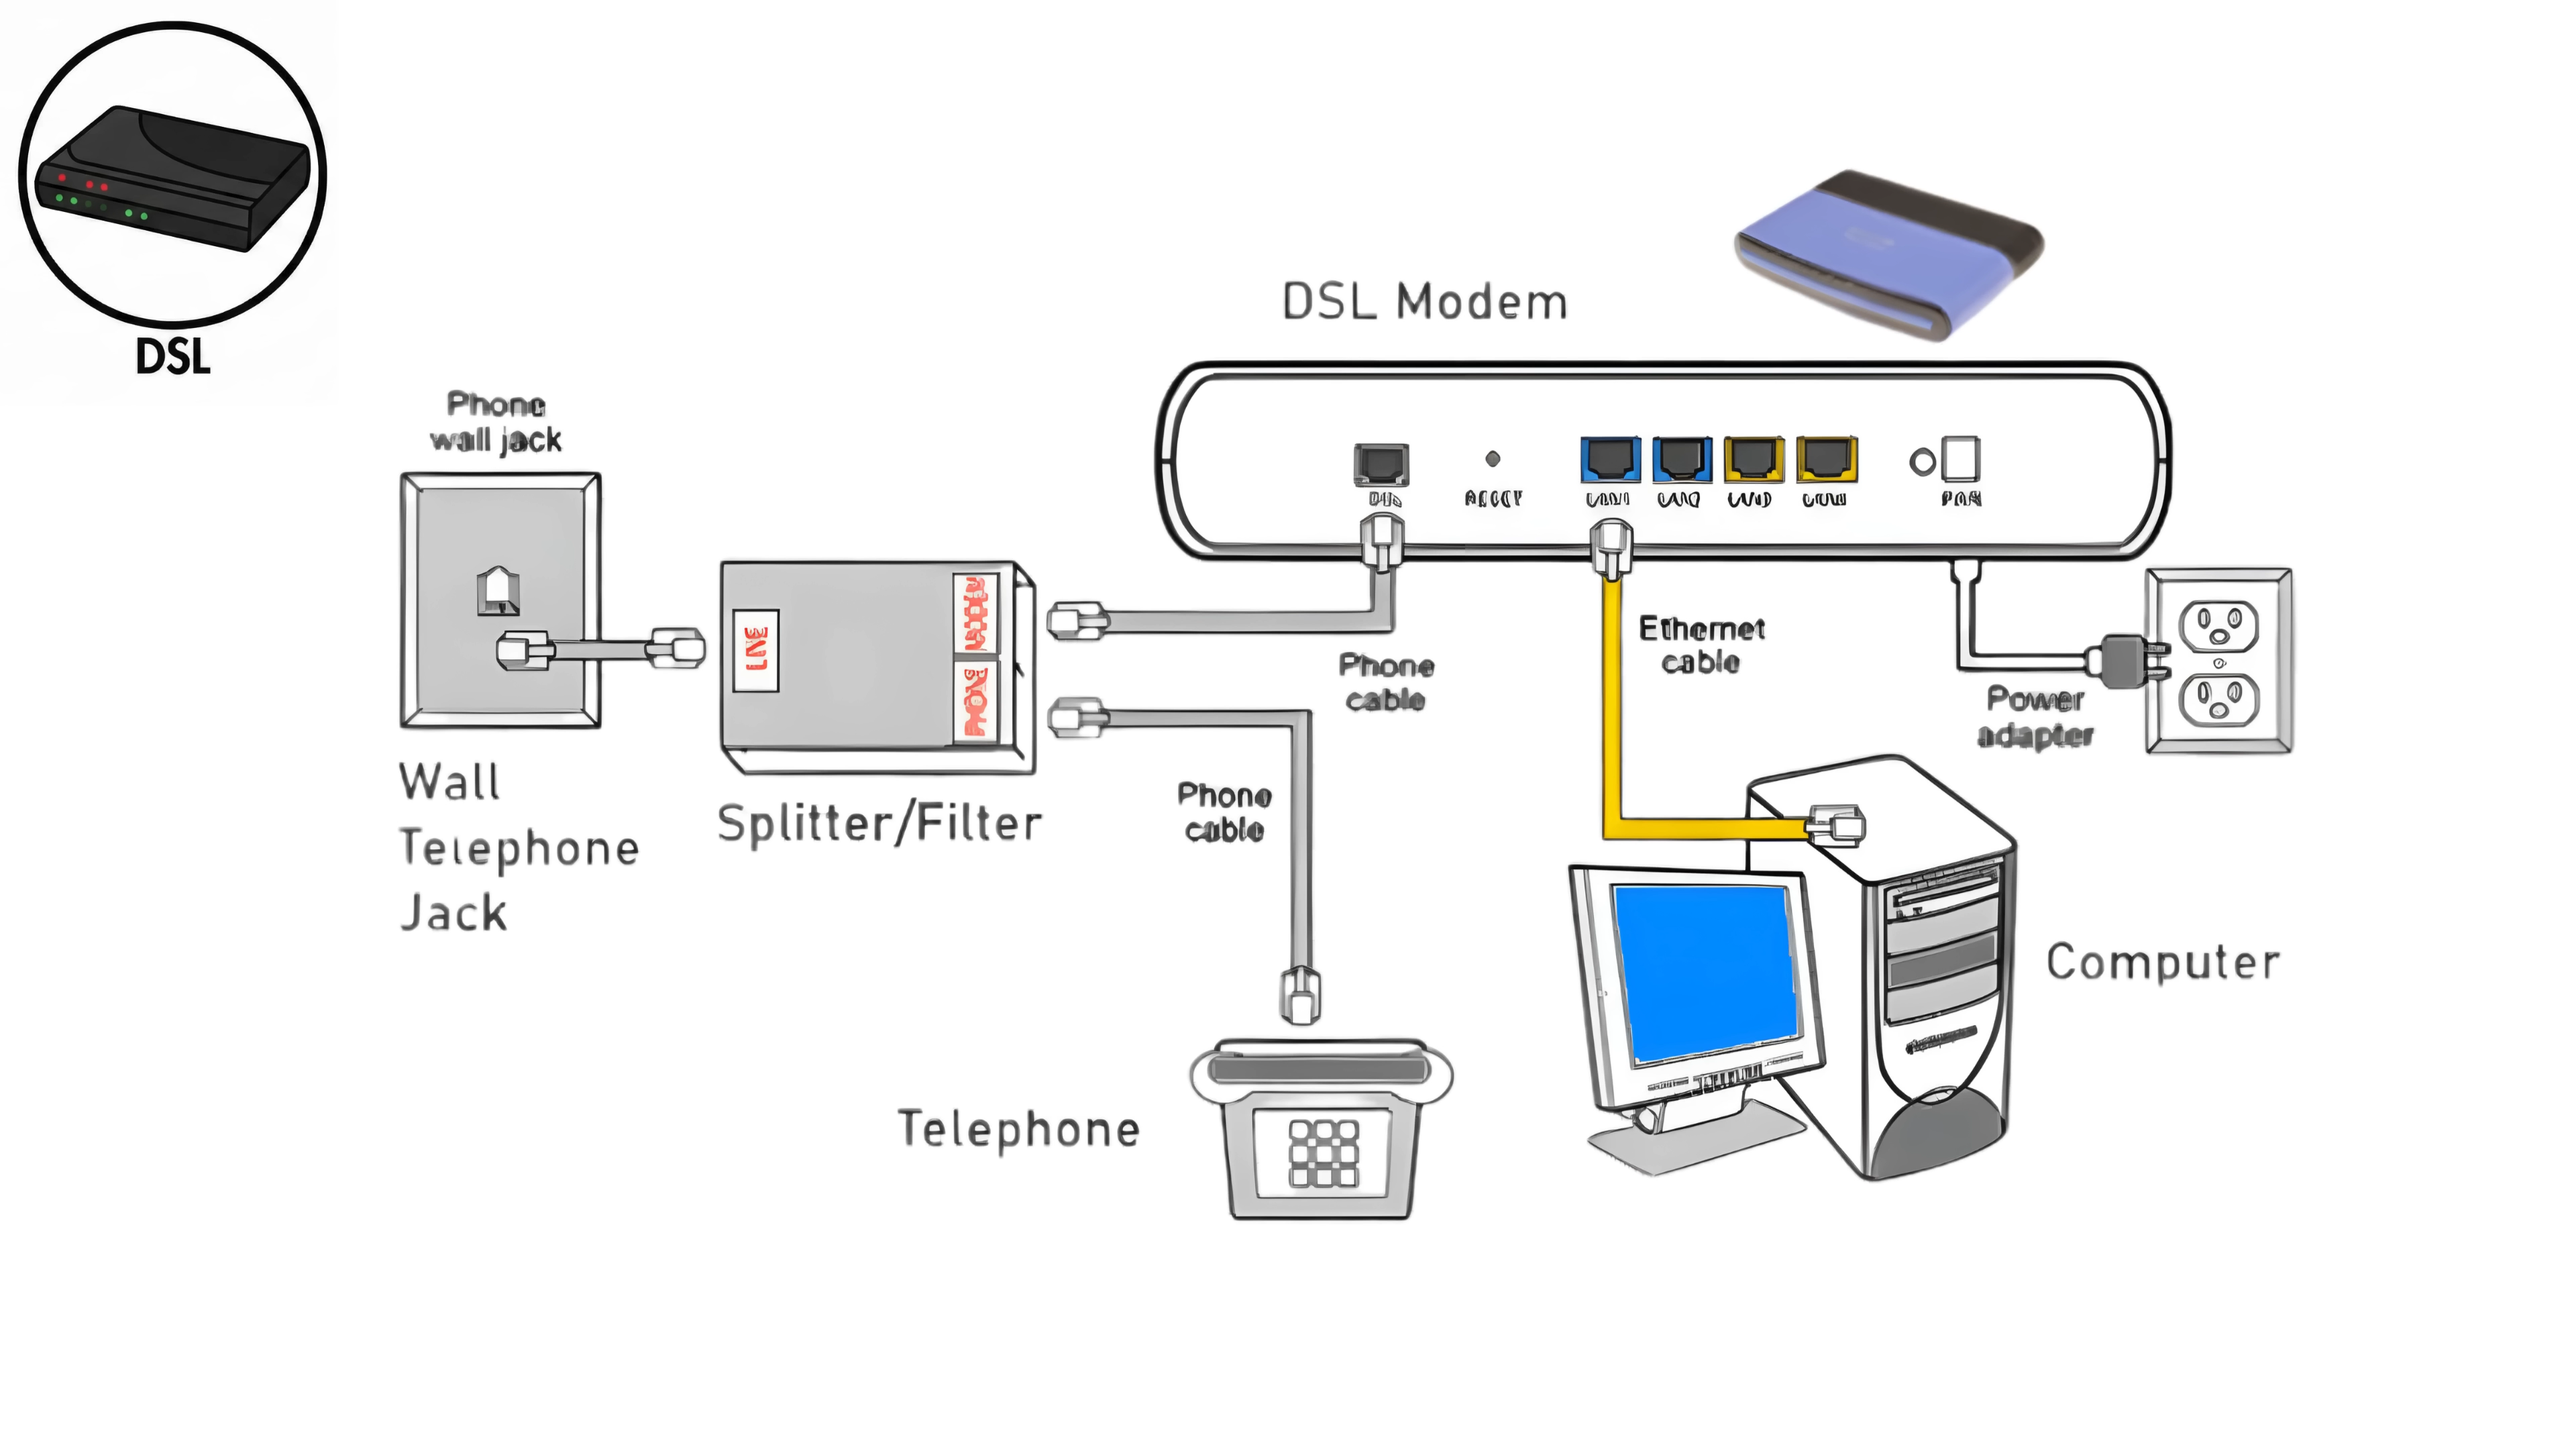 DSL
DSL Modem
Phone
wall jack
Ethernet
cable
Phone
cable
Power
adapter
Wall
Telephone
Jack
Splitter/Filter
Phone
cable
Computer
Telephone